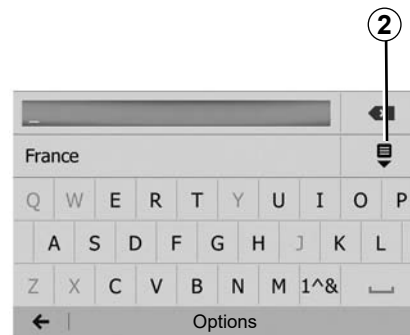 2
_
France
Q W E R T Y U I O P
A S D F G H J K L
Z X C V B N M 1^&
Options